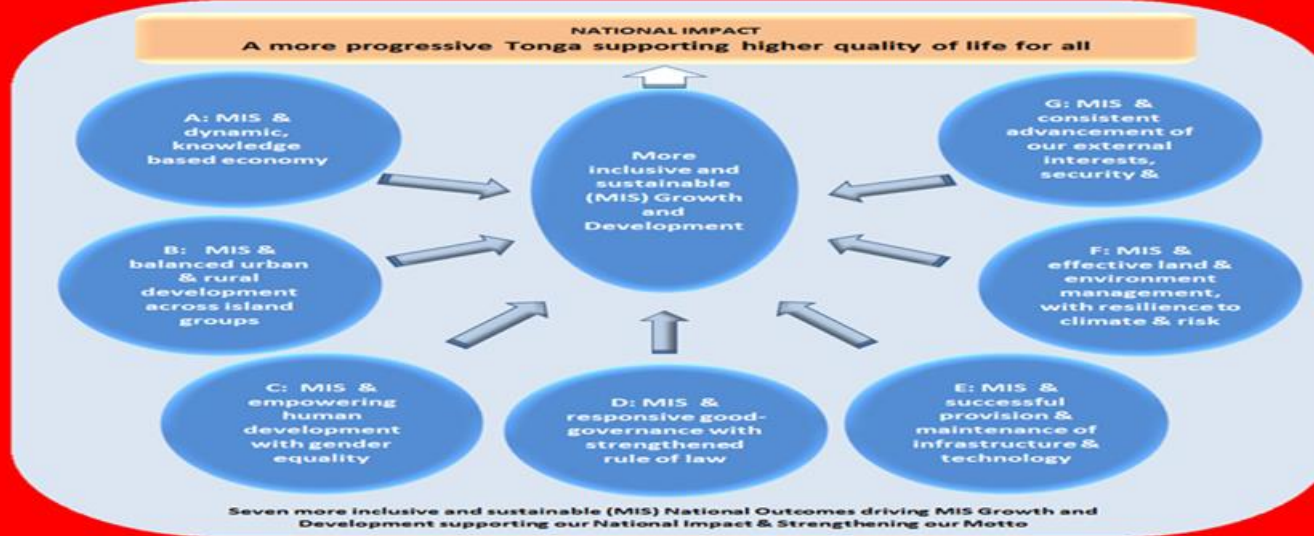 NATIONAL IMPACT
A more progressive Tonga supporting higher quality of life for all
A: MIS &
dynamic,
knowledge
based economy
B: MIS &
balanced urban
& rural
development
across island
groups
C: MIS &
empowering
human
development
with gender
equality
D: MIS &
responsive good-
governance with
strengthened
rule of law
E: MIS &
successful
provision &
maintenance of
infrastructure &
technology
F: MIS &
effective land &
environment
management,
with resilience to
climate & risk
G: MIS &
consistent
advancement of
our external
interests,
security &
More
inclusive and
sustainable
(MIS) Growth
and
Development
Seven more inclusive and sustainable (MIS) National Outcomes driving MIS Growth and
Development supporting our National Impact & Strengthening our Motto